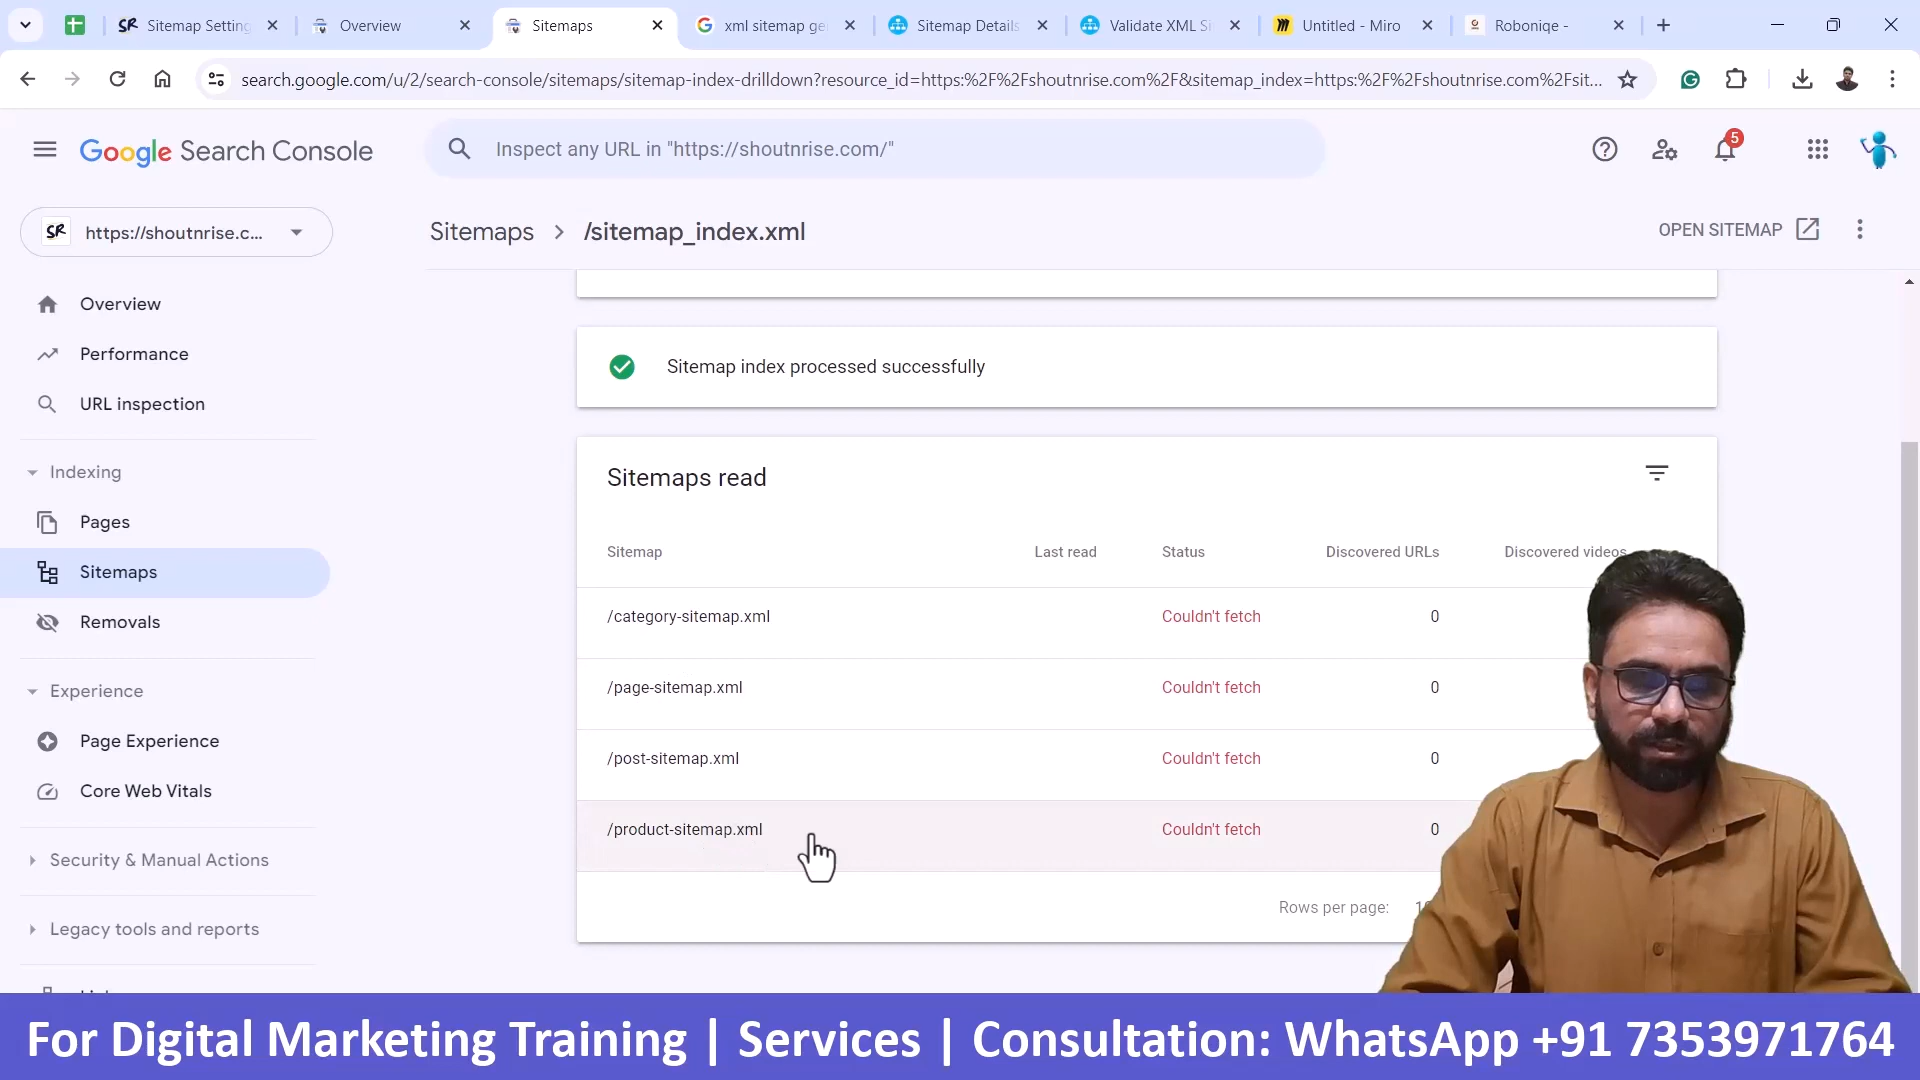 SR Sitemap Setting
Overview
Sitemaps
xml sitemap ge
Sitemap Details
Validate XML Si
Untitled - Miro
Roboniqe -
search.google.com/u/2/search-console/sitemaps/sitemap-index-drilldown?resource_id=https:%2F%2Fshoutnrise.com%2F&sitemap_index=https:%2F%2Fshoutnrise.com%2Fsit...
Google Search Console
Inspect any URL in "https://shoutnrise.com/"
5
SR https://shoutnrise.c...
Sitemaps > /sitemap_index.xml
OPEN SITEMAP
Overview
Performance
URL inspection
Indexing
Pages
Sitemaps
Removals
Experience
Page Experience
Core Web Vitals
Security & Manual Actions
Legacy tools and reports
Sitemap index processed successfully
Sitemaps read
Sitemap Last read Status Discovered URLs Discovered videos
/category-sitemap.xml Couldn't fetch 0
/page-sitemap.xml Couldn't fetch 0
/post-sitemap.xml Couldn't fetch 0
/product-sitemap.xml Couldn't fetch 0
Rows per page:
For Digital Marketing Training | Services | Consultation: WhatsApp +91 7353971764